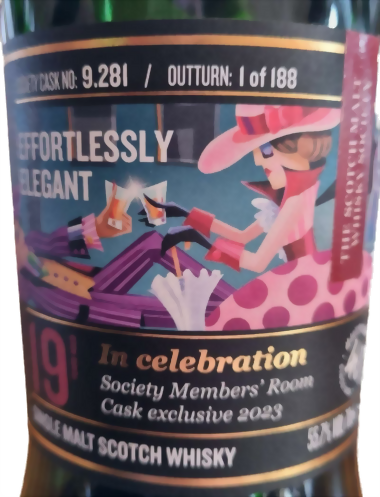 SOCIETY CASK NO: 9.281 / OUTTURN: 1 of 188
EFFORTLESSLY
ELEGANT
THE SCOTCH MALT
WHISKY
19
In celebration
Society Members' Room
Cask exclusive 2023
SINGLE MALT SCOTCH WHISKY
55.7%